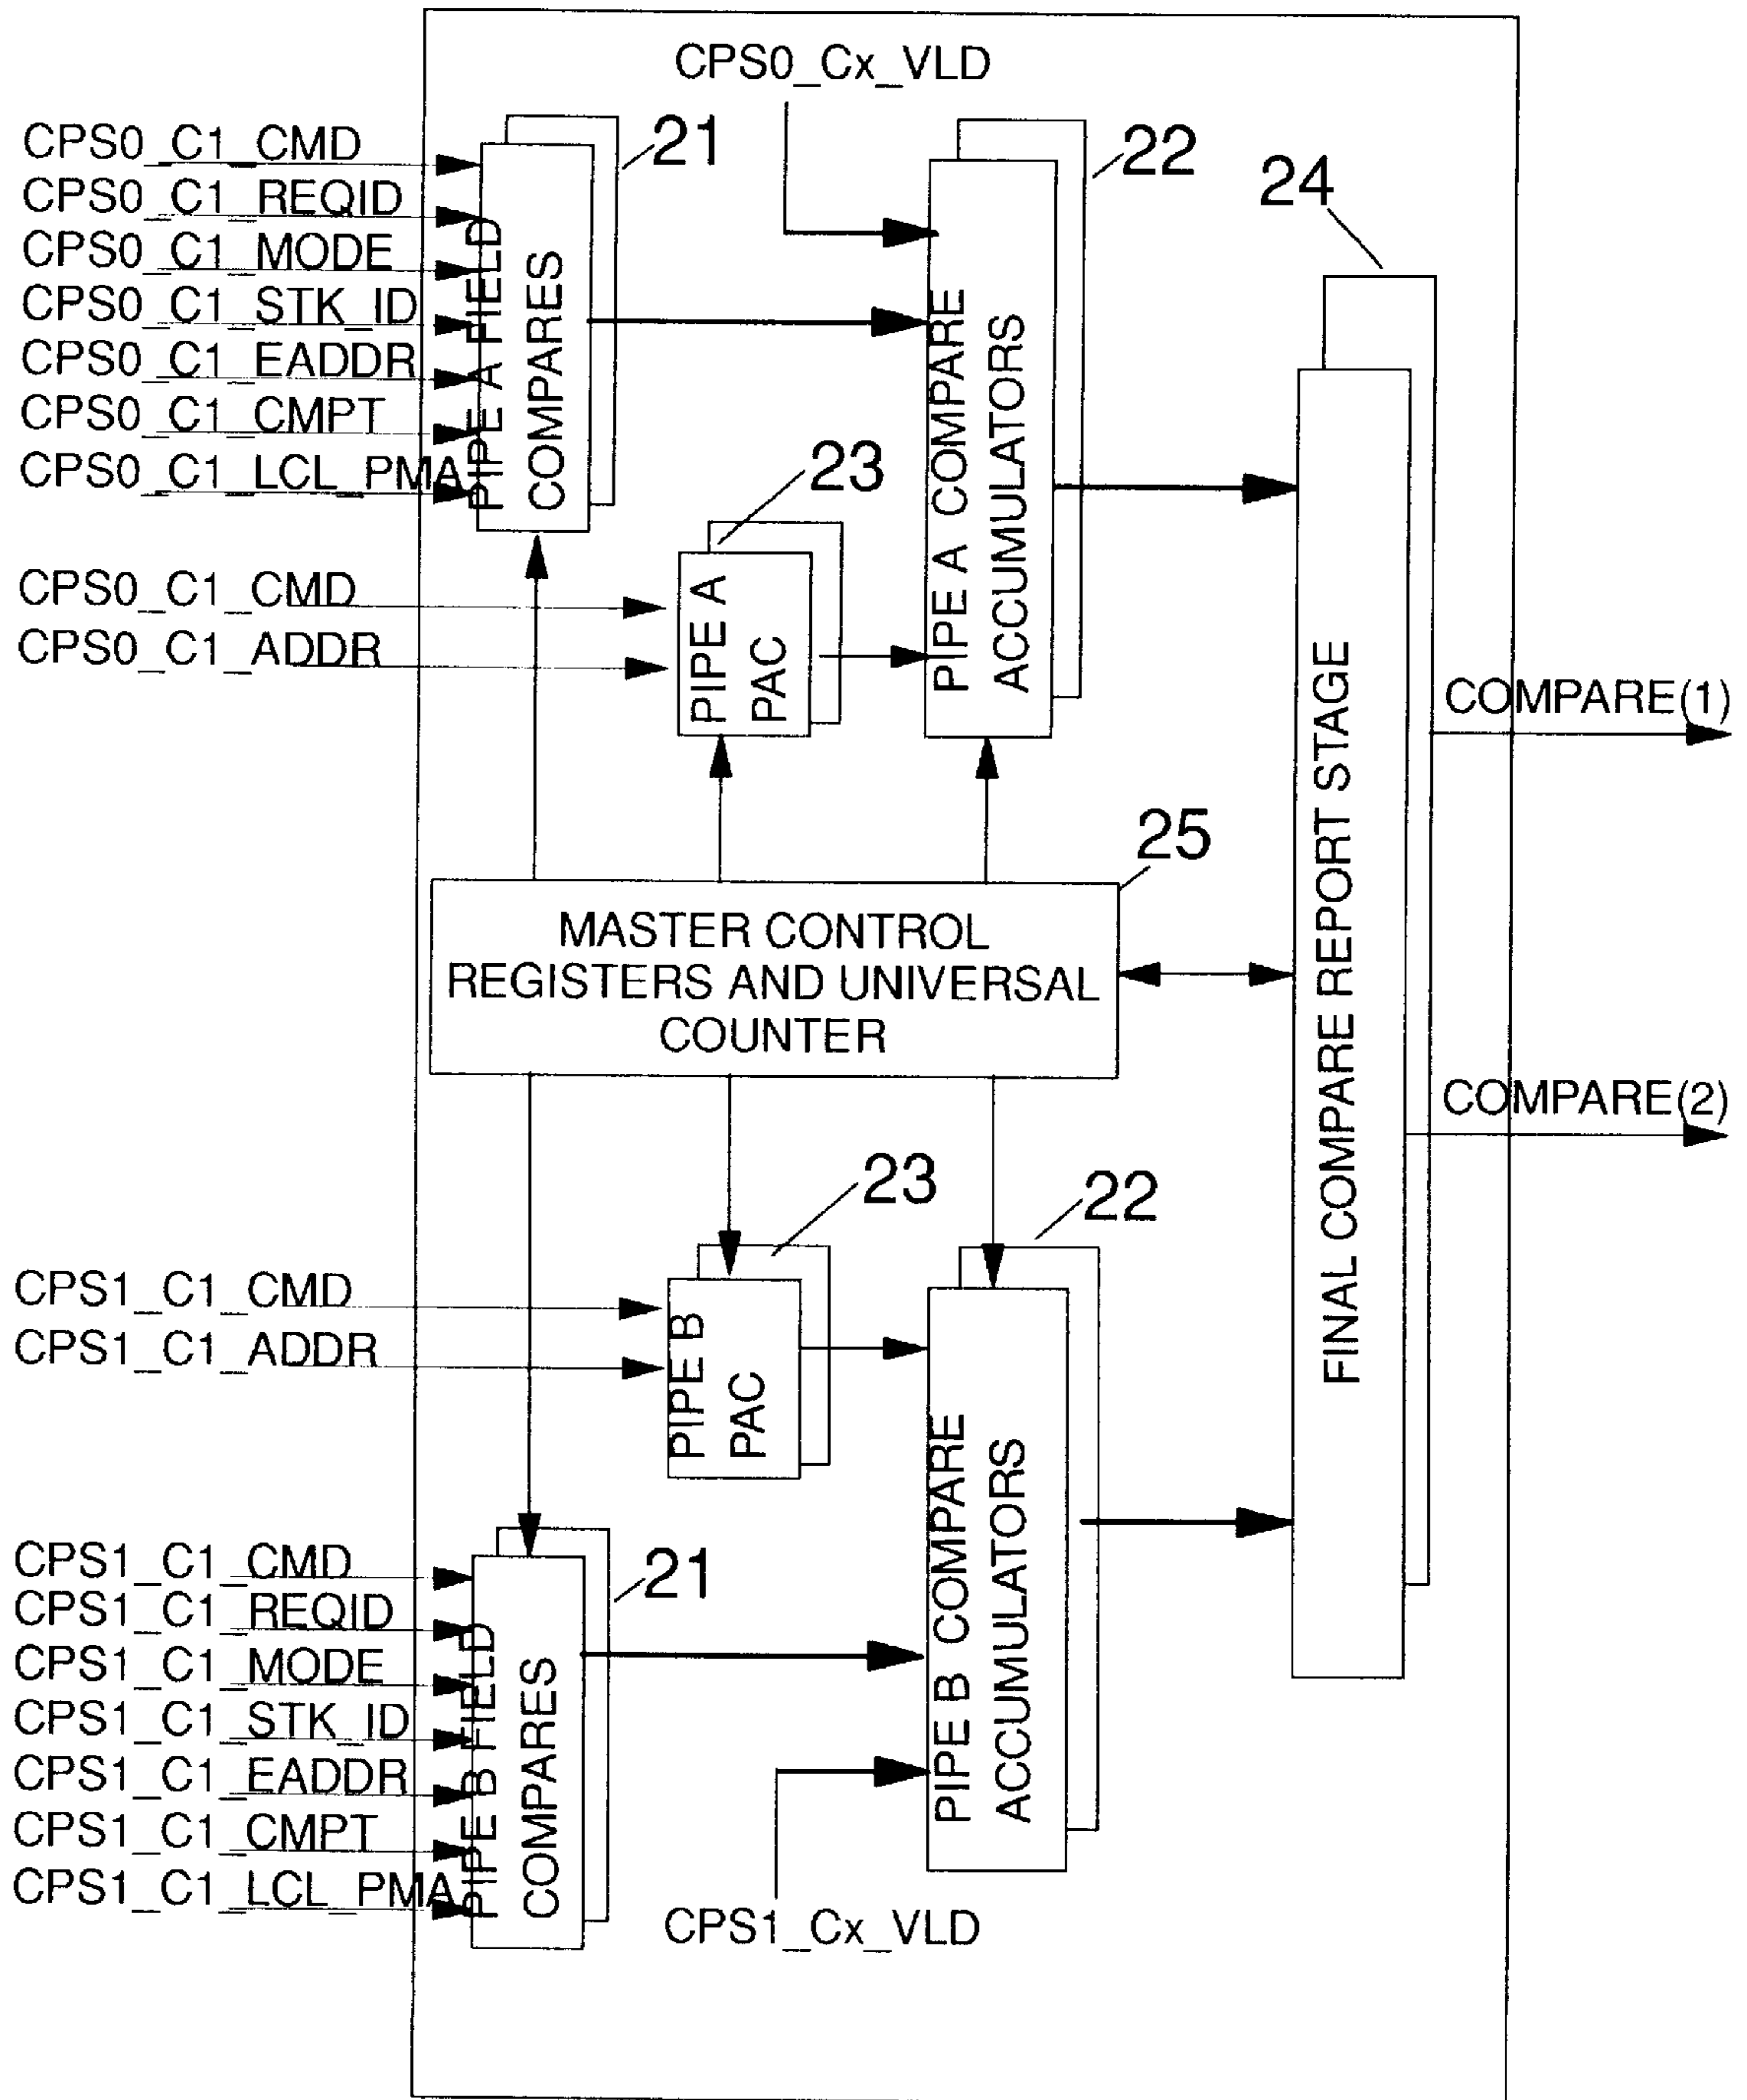 CPS0_Cx_VLD
CPS0_C1_CMD
CPS0_C1_REQID
CPS0_C1_MODE
CPS0_C1_STK_ID
CPS0_C1_EADDR
CPS0_C1_CMPT
CPS0_C1_LCL_PMA
PIPE A FIELD
COMPARES
21
22
PIPE A COMPARE
ACCUMULATORS
24
23
CPS0_C1_CMD
CPS0_C1_ADDR
PIPE A
PAC
FINAL COMPARE REPORT STAGE
COMPARE(1)
25
MASTER CONTROL
REGISTERS AND UNIVERSAL
COUNTER
COMPARE(2)
23
22
CPS1_C1_CMD
CPS1_C1_ADDR
PIPE B
PAC
PIPE B COMPARE
ACCUMULATORS
CPS1_C1_CMD
CPS1_C1_REQID
CPS1_C1_MODE
CPS1_C1_STK_ID
CPS1_C1_EADDR
CPS1_C1_CMPT
CPS1_C1_LCL_PMA
PIPE B FIELD
COMPARES
21
CPS1_Cx_VLD